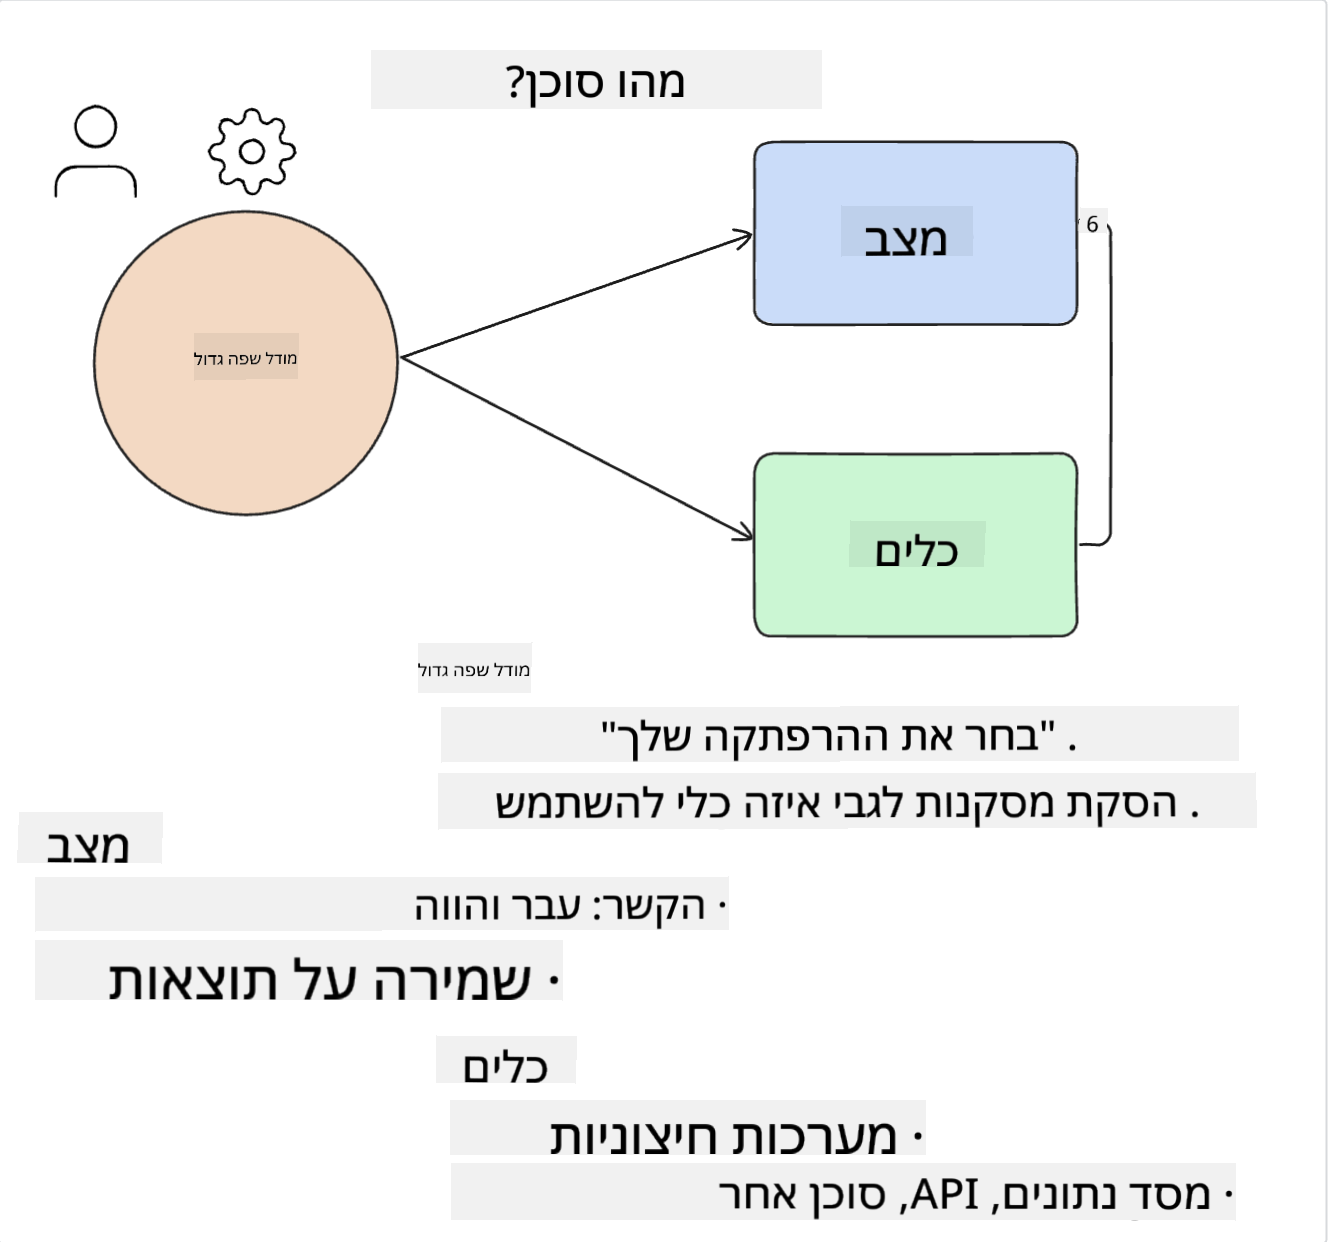 מהו סוכן?
מצב
6
מודל שפה גדול
כלים
מודל שפה גדול
. "בחר את ההרפתקה שלך"
. הסקת מסקנות לגבי איזה כלי להשתמש
מצב
· הקשר: עבר והווה
· שמירה על תוצאות
כלים
· מערכות חיצוניות
· מסד נתונים, API, סוכן אחר